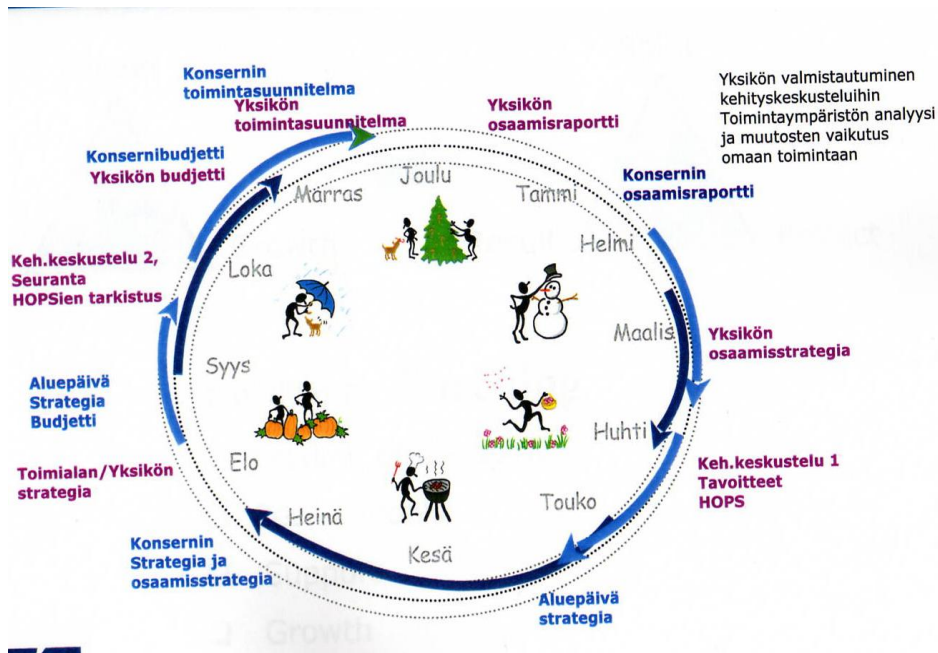 Konsernin
toimintasuunnitelma
Yksikön
toimintasuunnitelma
Yksikön
osaamisraportti
Yksikön valmistautuminen
kehityskeskusteluihin
Toimintaympäristön analyysi
ja muutosten vaikutus
omaan toimintaan
Konsernibudjetti
Yksikön budjetti
Konsernin
osaamisraportti
Marras
Joulu
Tammi
Helmi
Loka
Keh.keskustelu 2,
Seuranta
HOPSien tarkistus
Maalis
Yksikön
osaamisstrategia
Syys
Aluepäivä
Strategia
Budjetti
Huhti
Elo
Toimialan/Yksikön
strategia
Keh.keskustelu 1
Tavoitteet
HOPS
Touko
Heinä
Kesä
Konsernin
Strategia ja
osaamisstrategia
Aluepäivä
strategia
Growth